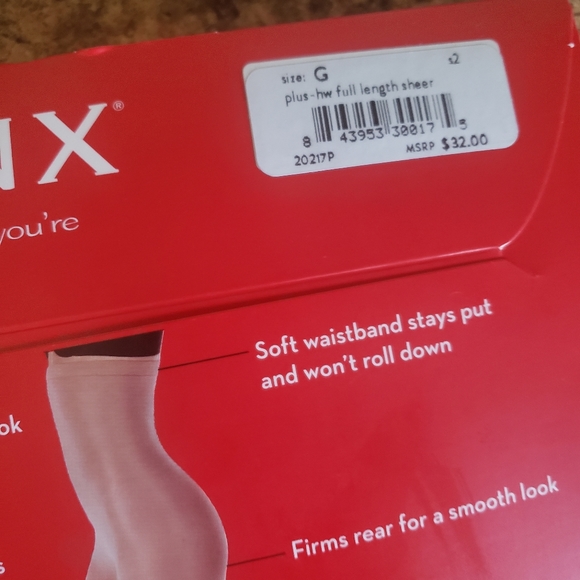 size: G s2
plus-hw full length sheer
8 43953 30017 5
20217P MSRP $32.00
NX®
you're
Soft waistband stays put
and won't roll down
ok
Firms rear for a smooth look
s